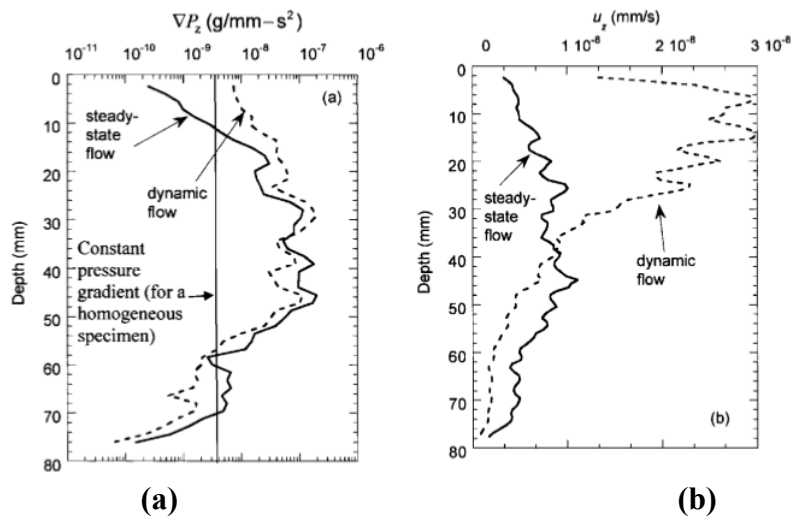 ∇P_z (g/mm−s²)
10⁻¹¹ 10⁻¹⁰ 10⁻⁹ 10⁻⁸ 10⁻⁷ 10⁻⁶
0
10
20
30
40
50
60
70
80
Depth (mm)
(a)
steady-
state
flow
dynamic
flow
Constant
pressure
gradient (for a
homogeneous
specimen)
(a)
u_z (mm/s)
0 1 10⁻⁸ 2 10⁻⁸ 3 10⁻⁸
0
10
20
30
40
50
60
70
80
Depth (mm)
steady-
state
flow
dynamic
flow
(b)
(b)